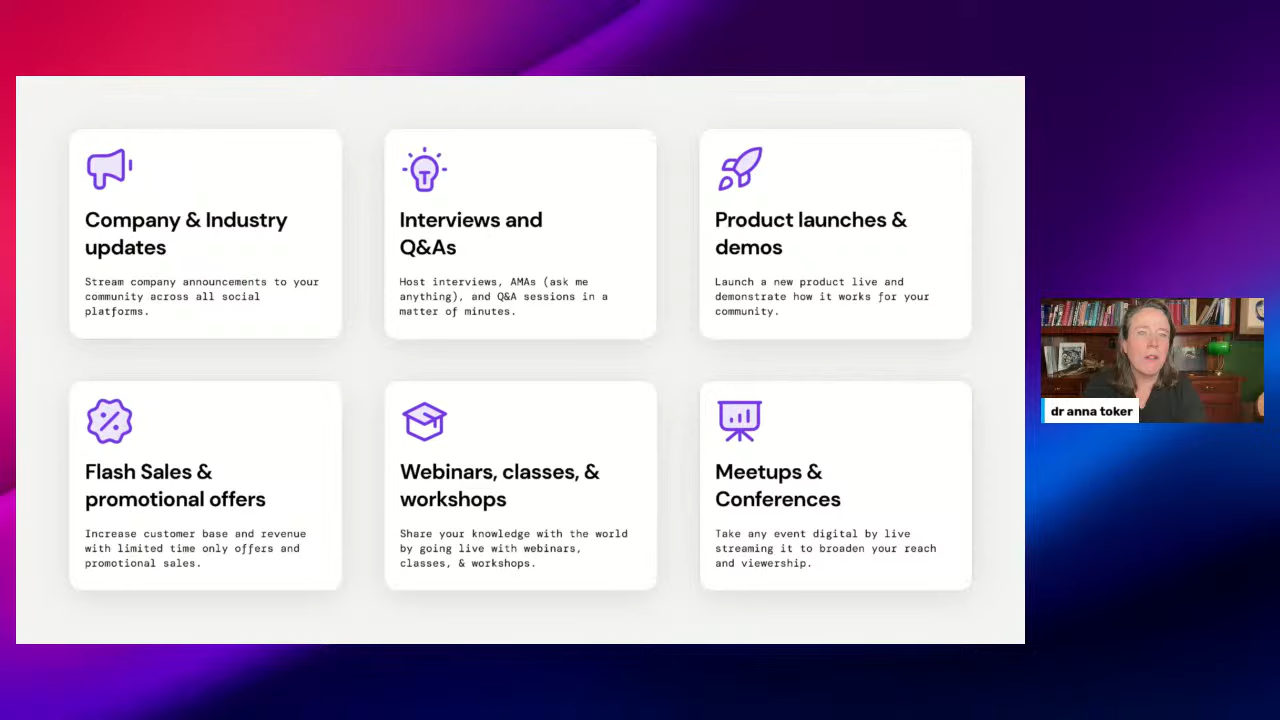 Company & Industry
updates
Stream company announcements to your
community across all social
platforms.
Interviews and
Q&As
Host interviews, AMAs (ask me
anything), and Q&A sessions in a
matter of minutes.
Product launches &
demos
Launch a new product live and
demonstrate how it works for your
community.
Flash Sales &
promotional offers
Increase customer base and revenue
with limited time only offers and
promotional sales.
Webinars, classes, &
workshops
Share your knowledge with the world
by going live with webinars,
classes, & workshops.
Meetups &
Conferences
Take any event digital by live
streaming it to broaden your reach
and viewership.
dr anna toker